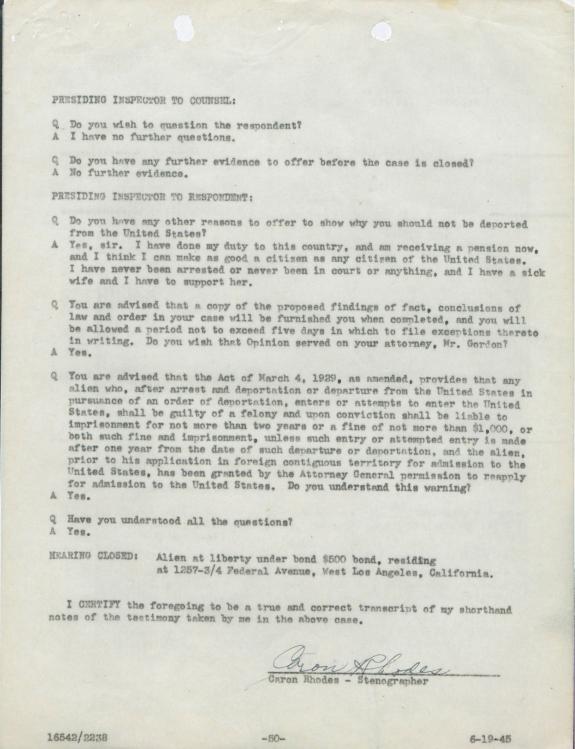 PRESIDING INSPECTOR TO COUNSEL:
Q Do you wish to question the respondent?
A I have no further questions.
Q Do you have any further evidence to offer before the case is closed?
A No further evidence.
PRESIDING INSPECTOR TO RESPONDENT:
Q Do you have any other reasons to offer to show why you should not be deported
from the United States?
A Yes, sir. I have done my duty to this country, and am receiving a pension now,
and I think I can make as good a citizen as any citizen of the United States.
I have never been arrested or never been in court or anything, and I have a sick
wife and I have to support her.
Q You are advised that a copy of the proposed findings of fact, conclusions of
law and order in your case will be furnished you when completed, and you will
be allowed a period not to exceed five days in which to file exceptions thereto
in writing. Do you wish that Opinion served on your attorney, Mr. Gordon?
A Yes.
Q You are advised that the Act of March 4, 1929, as amended, provides that any
alien who, after arrest and deportation or departure from the United States in
pursuance of an order of deportation, enters or attempts to enter the United
States, shall be guilty of a felony and upon conviction shall be liable to
imprisonment for not more than two years or a fine of not more than $1,000, or
both such fine and imprisonment, unless such entry or attempted entry is made
after one year from the date of such departure or deportation, and the alien,
prior to his application in foreign contiguous territory for admission to the
United States, has been granted by the Attorney General permission to reapply
for admission to the United States. Do you understand this warning?
A Yes.
Q Have you understood all the questions?
A Yes.
HEARING CLOSED: Alien at liberty under bond $500 bond, residing
at 1257-3/4 Federal Avenue, West Los Angeles, California.
I CERTIFY the foregoing to be a true and correct transcript of my shorthand
notes of the testimony taken by me in the above case.
Caron Rhodes
Caron Rhodes - Stenographer
16542/2238 -50- 6-19-45